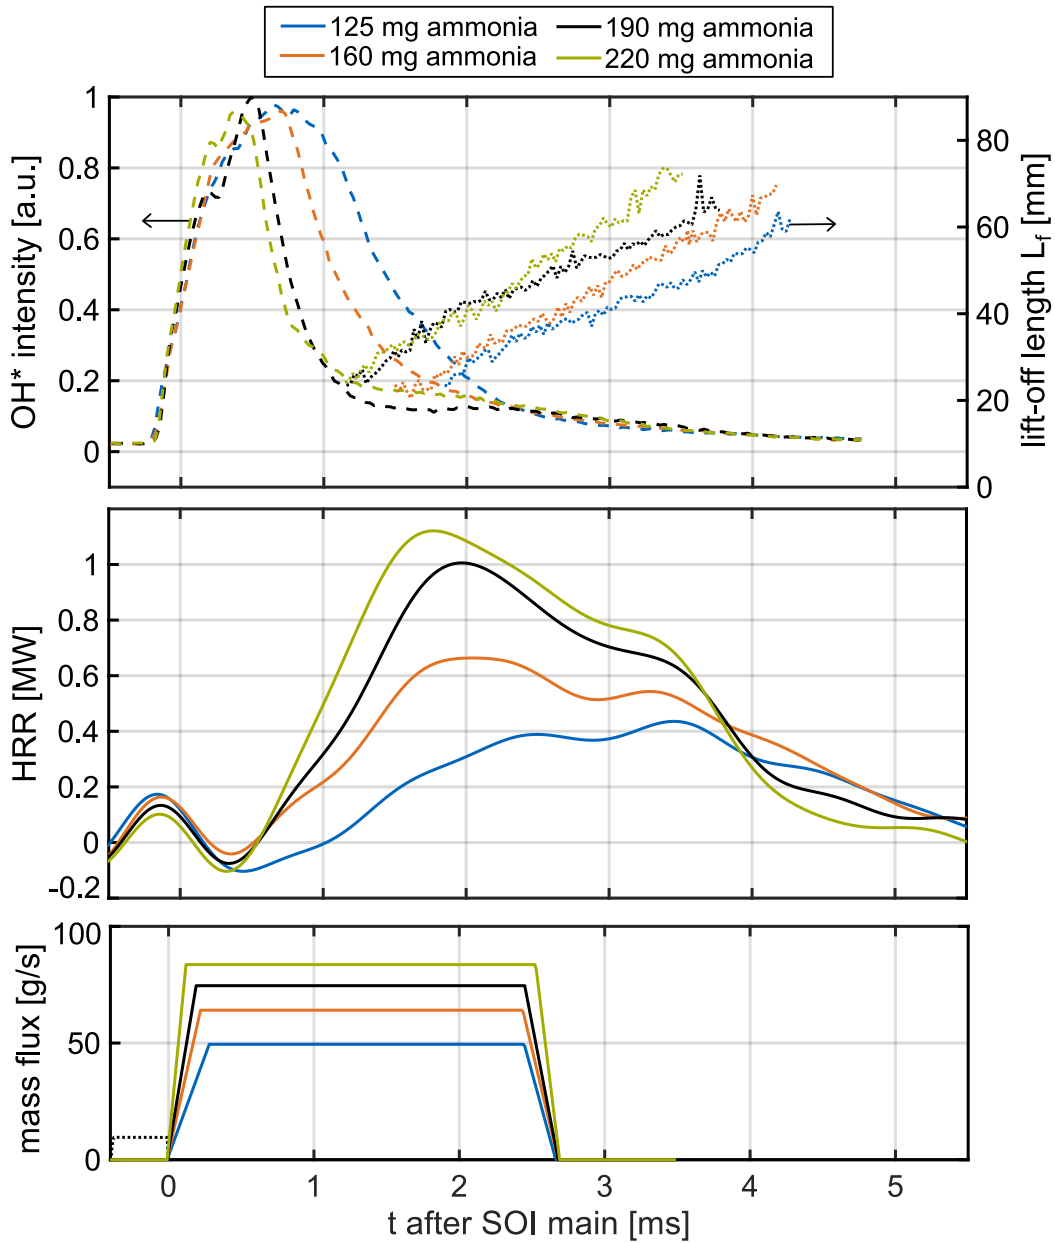 125 mg ammonia
190 mg ammonia
160 mg ammonia
220 mg ammonia
OH* intensity [a.u.]
1
0.8
0.6
0.4
0.2
0
lift-off length Lf [mm]
80
60
40
20
0
HRR [MW]
1
0.8
0.6
0.4
0.2
0
-0.2
mass flux [g/s]
100
50
0
0 1 2 3 4 5
t after SOI main [ms]